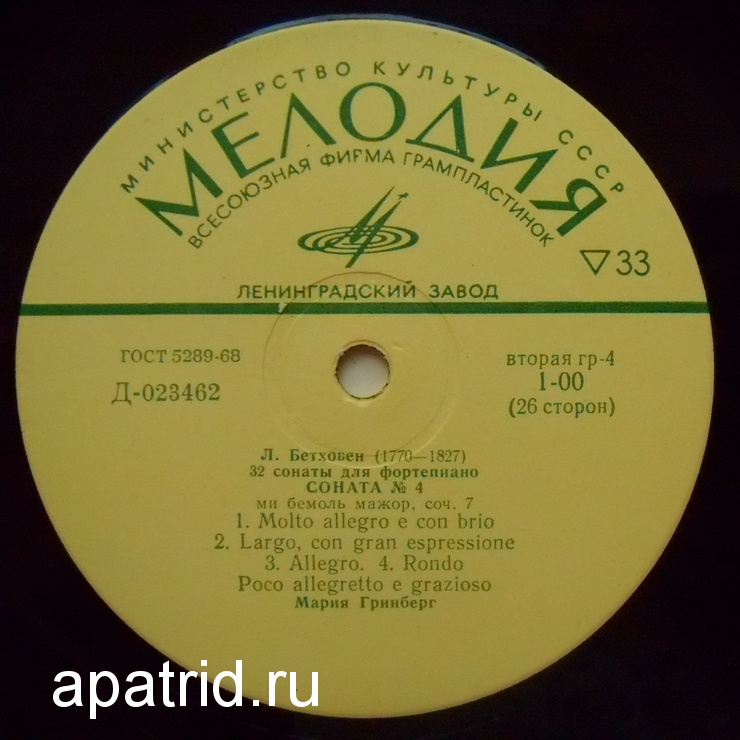 МИНИСТЕРСТВО КУЛЬТУРЫ СССР
МЕЛОДИЯ
ВСЕСОЮЗНАЯ ФИРМА ГРАМПЛАСТИНОК
▽33
ЛЕНИНГРАДСКИЙ ЗАВОД
ГОСТ 5289-68
Д-023462
вторая гр-4
1-00
(26 сторон)
Л. Бетховен (1770—1827)
32 сонаты для фортепиано
СОНАТА № 4
ми бемоль мажор, соч. 7
1. Molto allegro e con brio
2. Largo, con gran espressione
3. Allegro. 4. Rondo
Poco allegretto e grazioso
Мария Гринберг
apatrid.ru